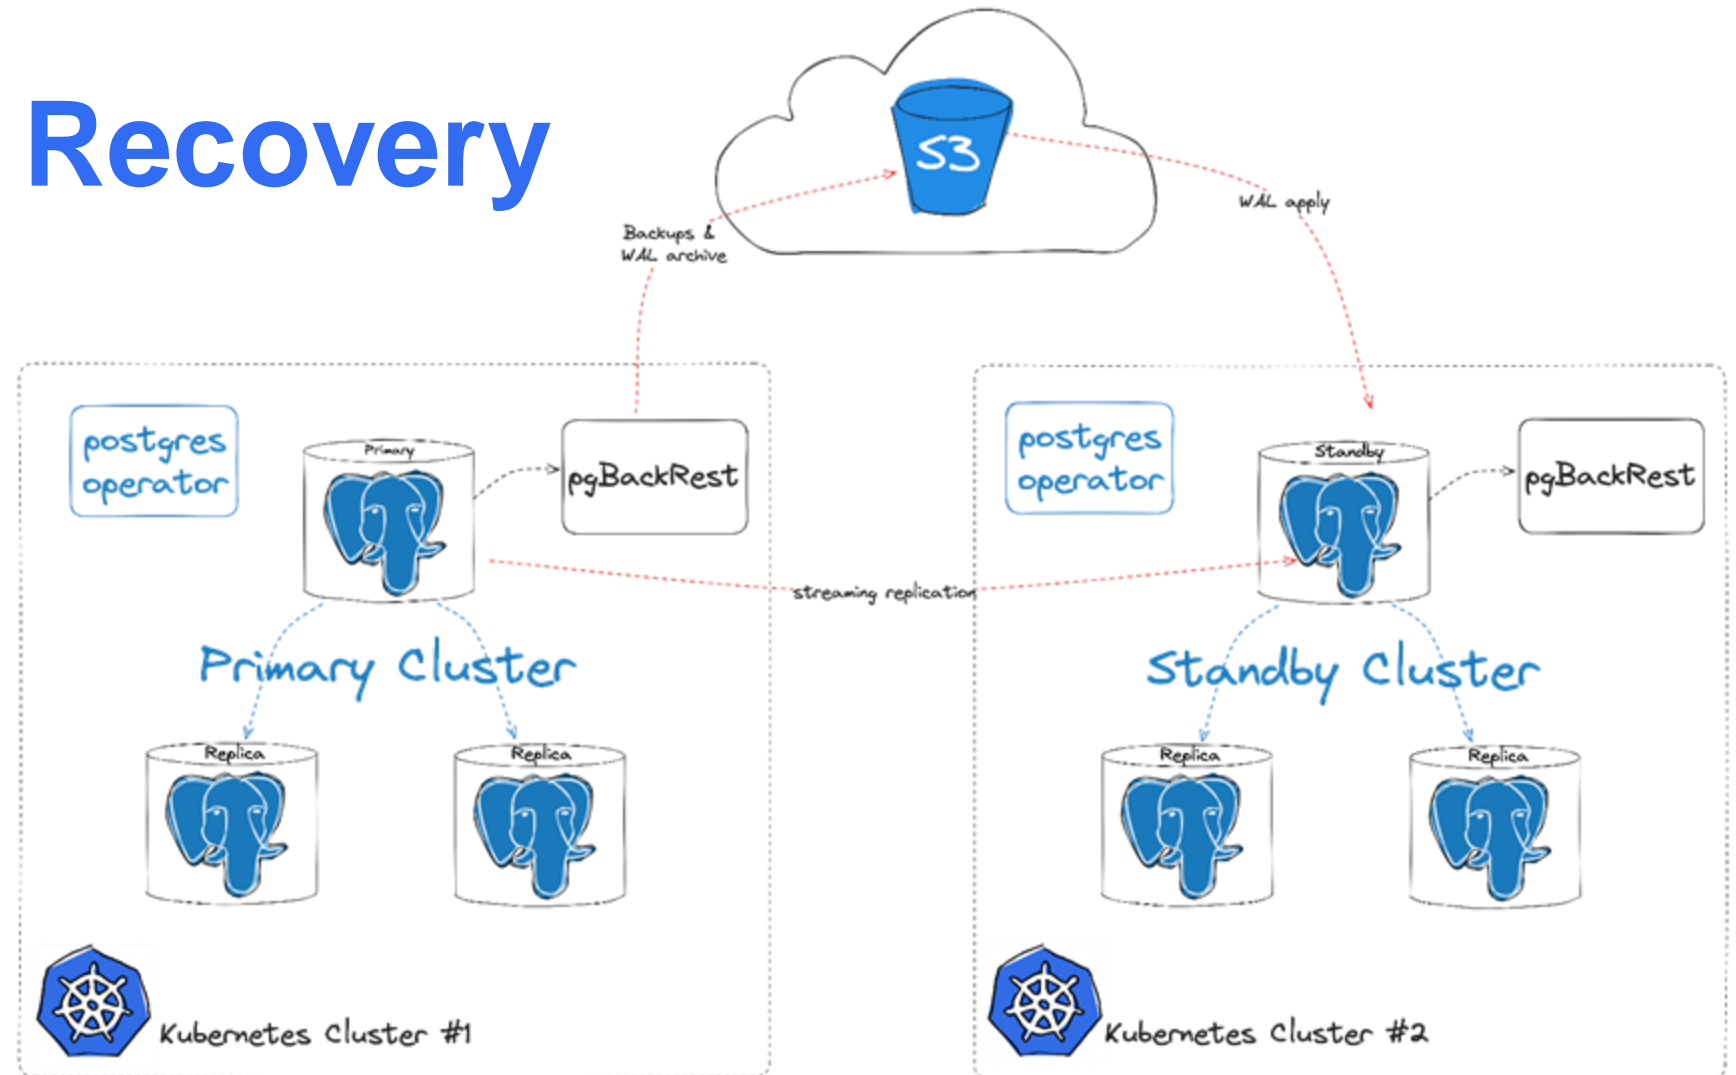 Recovery
S3
WAL apply
Backups &
WAL archive
postgres
operator
Primary
pgBackRest
streaming replication
Primary Cluster
Replica
Replica
Kubernetes Cluster #1
postgres
operator
Standby
pgBackRest
Standby Cluster
Replica
Replica
Kubernetes Cluster #2